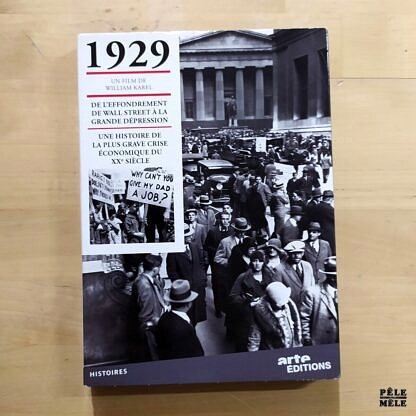 1929
UN FILM DE
WILLIAM KAREL
DE L'EFFONDREMENT
DE WALL STREET À LA
GRANDE DÉPRESSION
UNE HISTOIRE DE
LA PLUS GRAVE CRISE
ÉCONOMIQUE DU
XXe SIÈCLE
WHY CAN'T YOU
GIVE MY DAD
A JOB?
HISTOIRES
arte
ÉDITIONS
PÊLE
MÊLE